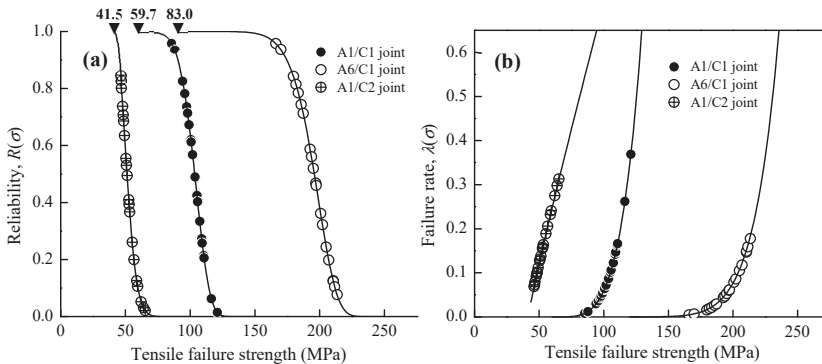 41.5 59.7 83.0
1.0
0.8
0.6
0.4
0.2
0.0
Reliability, R(σ)
(a)
A1/C1 joint
A6/C1 joint
A1/C2 joint
0 50 100 150 200 250
Tensile failure strength (MPa)
0.6
0.5
0.4
0.3
0.2
0.1
0.0
Failure rate, λ(σ)
(b)
A1/C1 joint
A6/C1 joint
A1/C2 joint
0 50 100 150 200 250
Tensile failure strength (MPa)